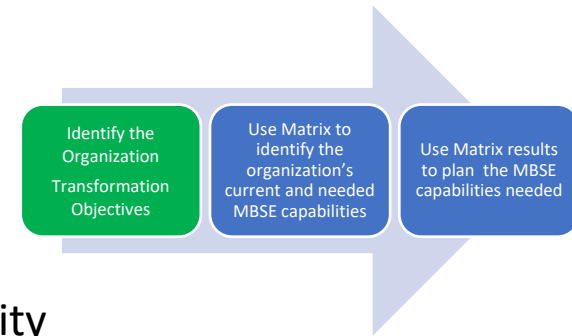 Identify the
Organization
Transformation
Objectives
Use Matrix to
identify the
organization's
current and needed
MBSE capabilities
Use Matrix results
to plan the MBSE
capabilities needed
ity